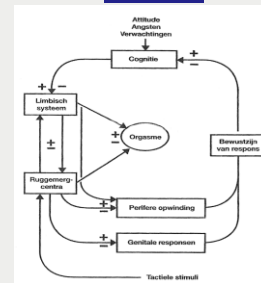 Attitude
Angsten
Verwachtingen
Cognitie
+
−
+ −
Limbisch
systeem
+
−
Orgasme
+
−
Bewustzijn
van respons
Ruggemerg-
centra
+
−
Perifere opwinding
+
−
Genitale responsen
Tactiele stimuli